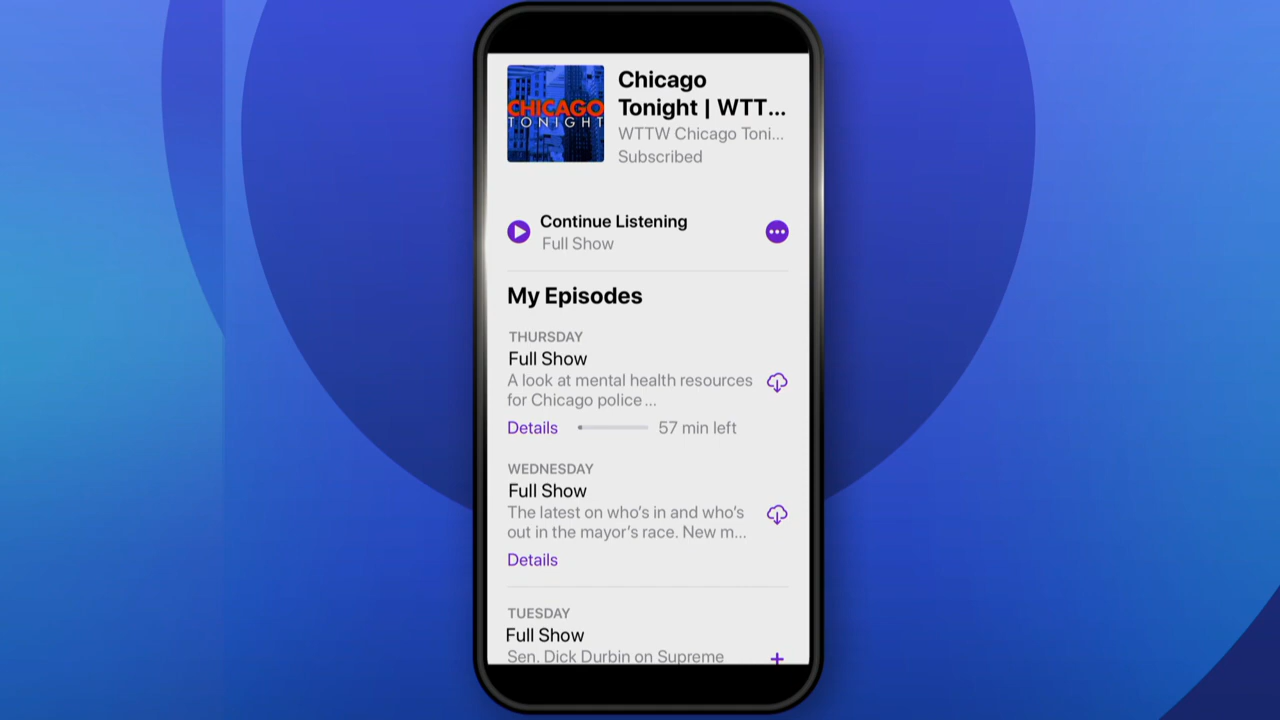 CHICAGO
TONIGHT
Chicago
Tonight | WTT...
WTTW Chicago Toni...
Subscribed
Continue Listening
Full Show
My Episodes
THURSDAY
Full Show
A look at mental health resources
for Chicago police ...
Details
57 min left
WEDNESDAY
Full Show
The latest on who's in and who's
out in the mayor's race. New m...
Details
TUESDAY
Full Show
Sen. Dick Durbin on Supreme